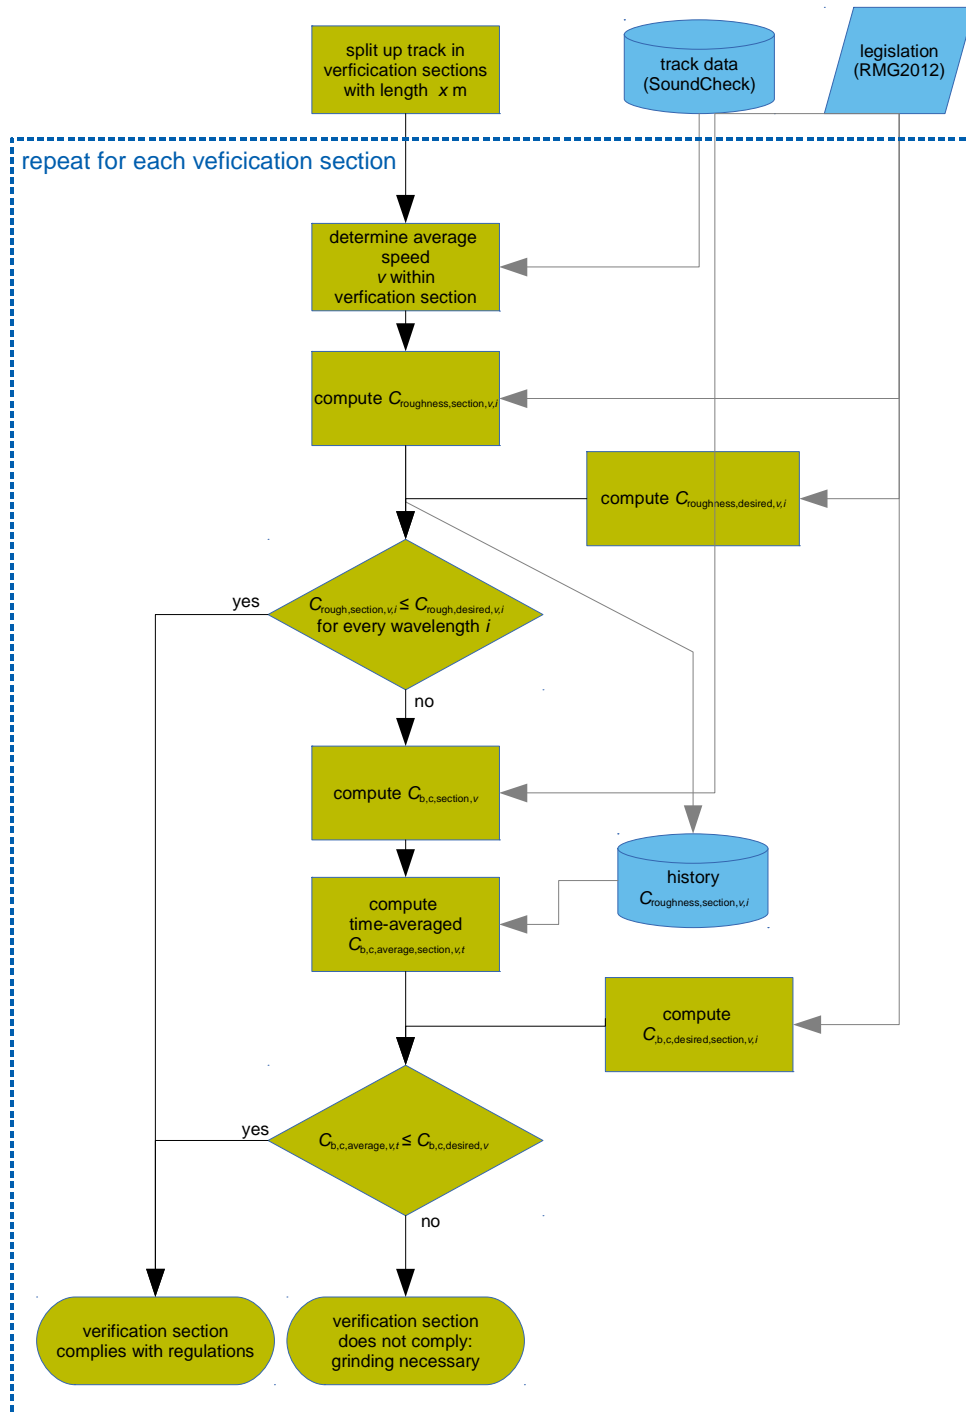 split up track in
verficication sections
with length x m
track data
(SoundCheck)
legislation
(RMG2012)
repeat for each veficication section
determine average
speed
v within
verfication section
compute Croughness,section,v,i
compute Croughness,desired,v,i
yes
Crough,section,v,i ≤ Crough,desired,v,i
for every wavelength i
no
compute Cb,c,section,v
history
Croughness,section,v,i
compute
time-averaged
Cb,c,average,section,v,t
compute
C,b,c,desired,section,v,i
yes
Cb,c,average,v,t ≤ Cb,c,desired,v
no
verification section
complies with regulations
verification section
does not comply:
grinding necessary